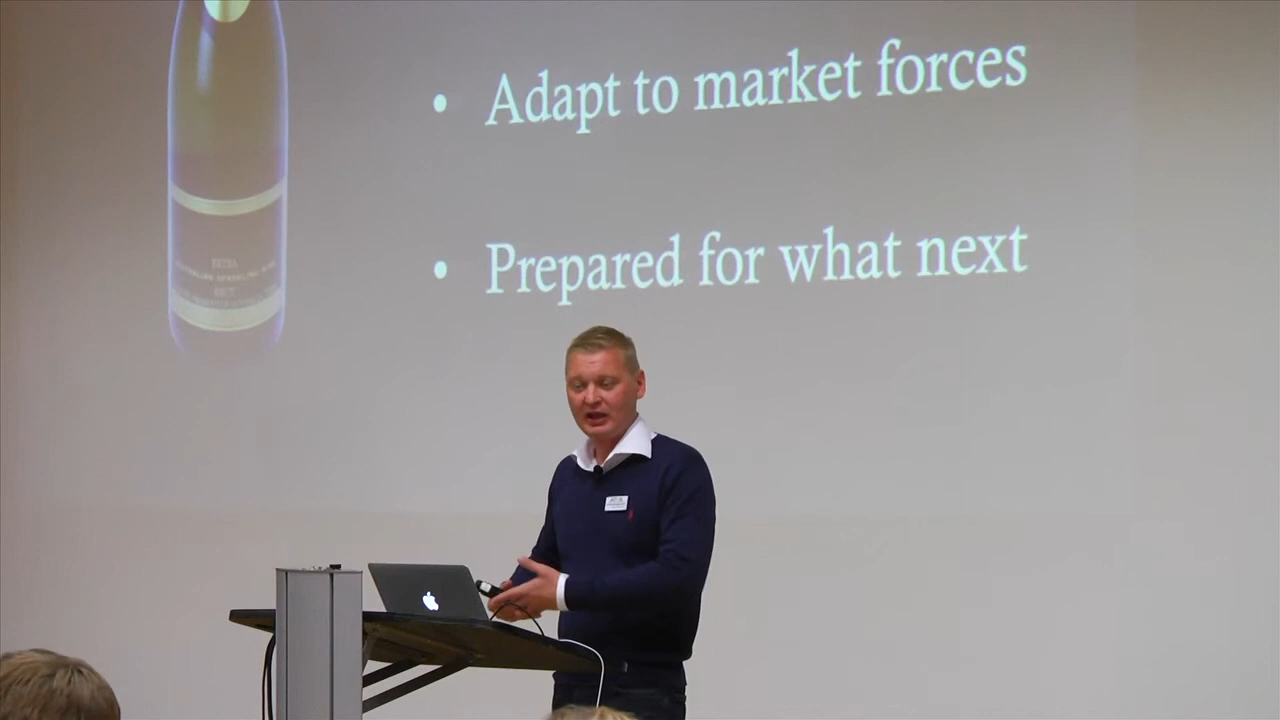 • Adapt to market forces
• Prepared for what next